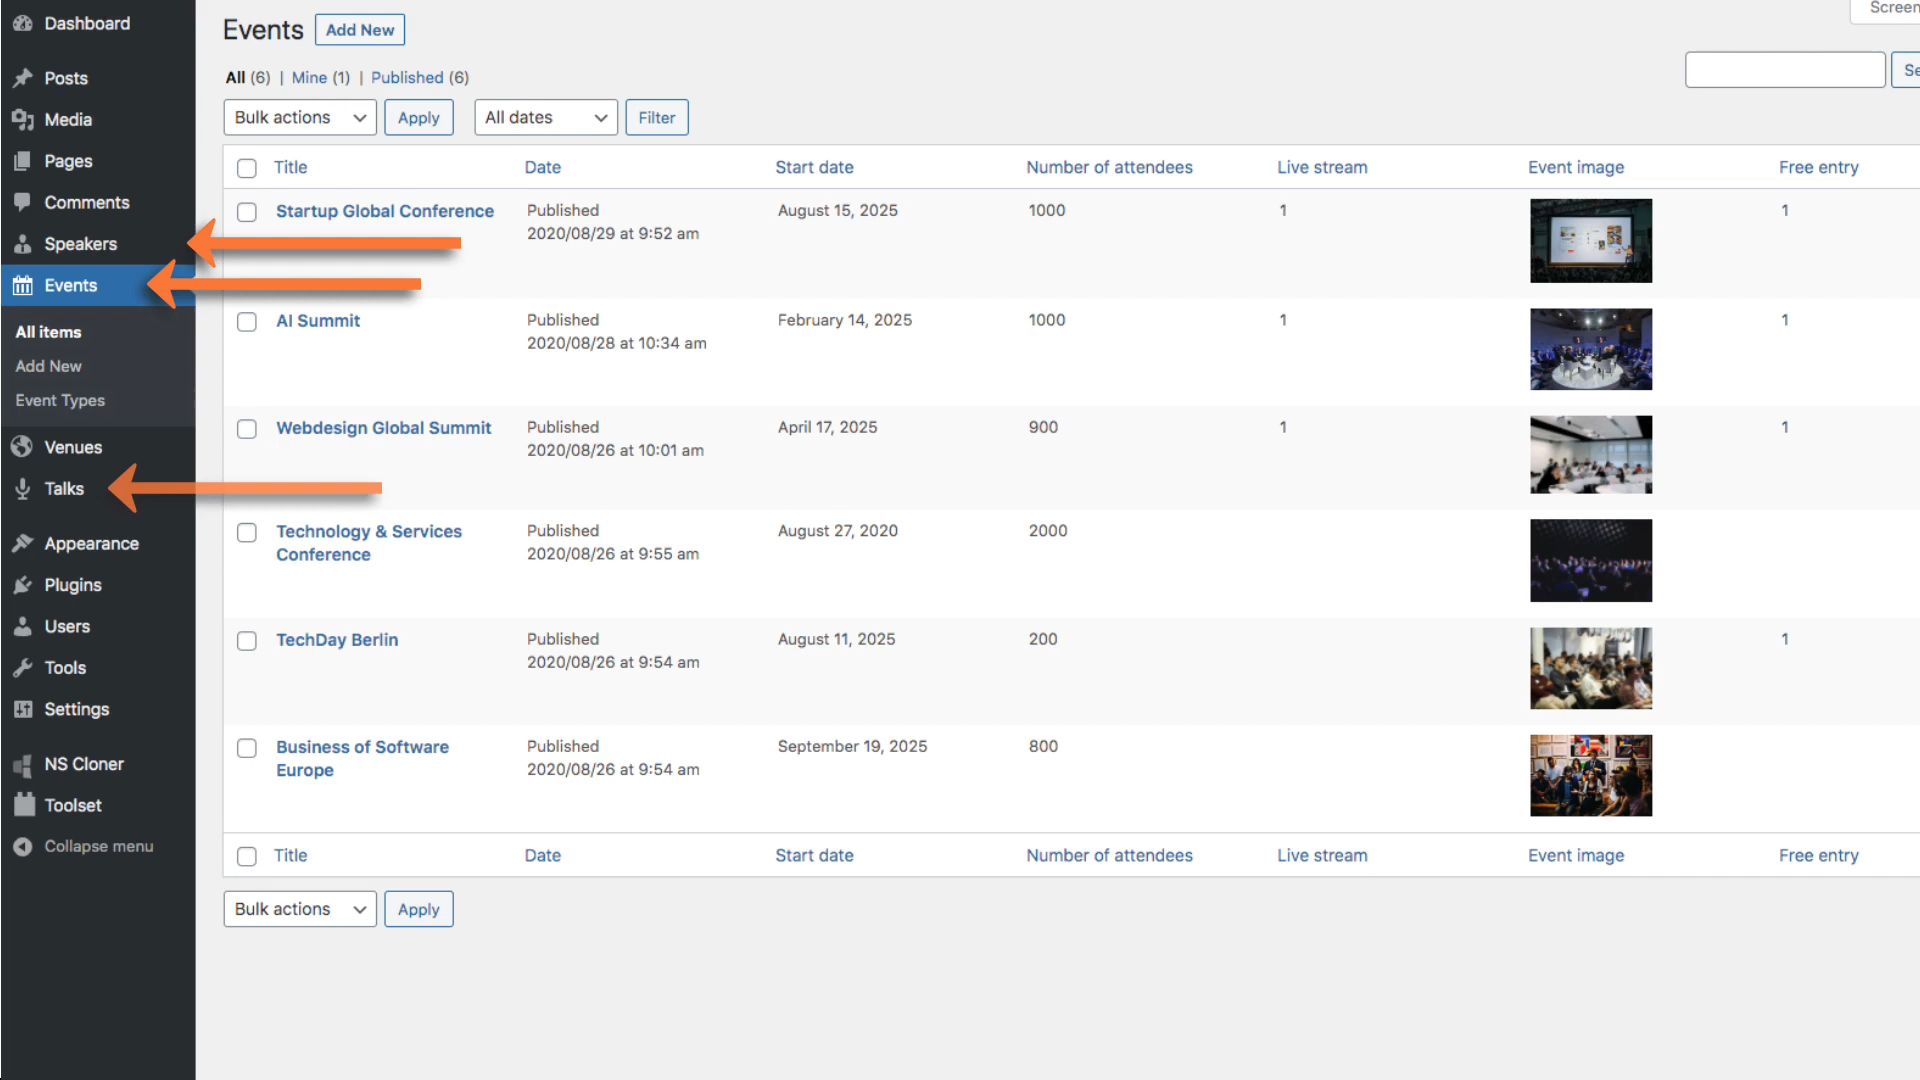 Dashboard
Posts
Media
Pages
Comments
Speakers
Events
All items
Add New
Event Types
Venues
Talks
Appearance
Plugins
Users
Tools
Settings
NS Cloner
Toolset
Collapse menu
Screen
Events Add New
All (6) | Mine (1) | Published (6)
Se
Bulk actions Apply All dates Filter
Title Date Start date Number of attendees Live stream Event image Free entry
Startup Global Conference Published August 15, 2025 1000 1 1
2020/08/29 at 9:52 am
AI Summit Published February 14, 2025 1000 1 1
2020/08/28 at 10:34 am
Webdesign Global Summit Published April 17, 2025 900 1 1
2020/08/26 at 10:01 am
Technology & Services Published August 27, 2020 2000
Conference 2020/08/26 at 9:55 am
TechDay Berlin Published August 11, 2025 200 1
2020/08/26 at 9:54 am
Business of Software Published September 19, 2025 800
Europe 2020/08/26 at 9:54 am
Title Date Start date Number of attendees Live stream Event image Free entry
Bulk actions Apply